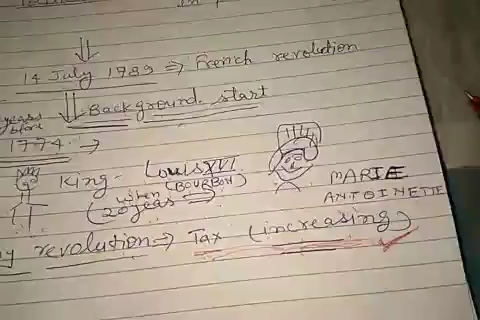 14 July 1789 ⇒ French revolution
years before
Background start
1774 →
King - Louis XVI
(BOURBON)
when
(20 yeas ⇒)
MARIE
ANTOINETTE
revolution ⇒ Tax (increasing)